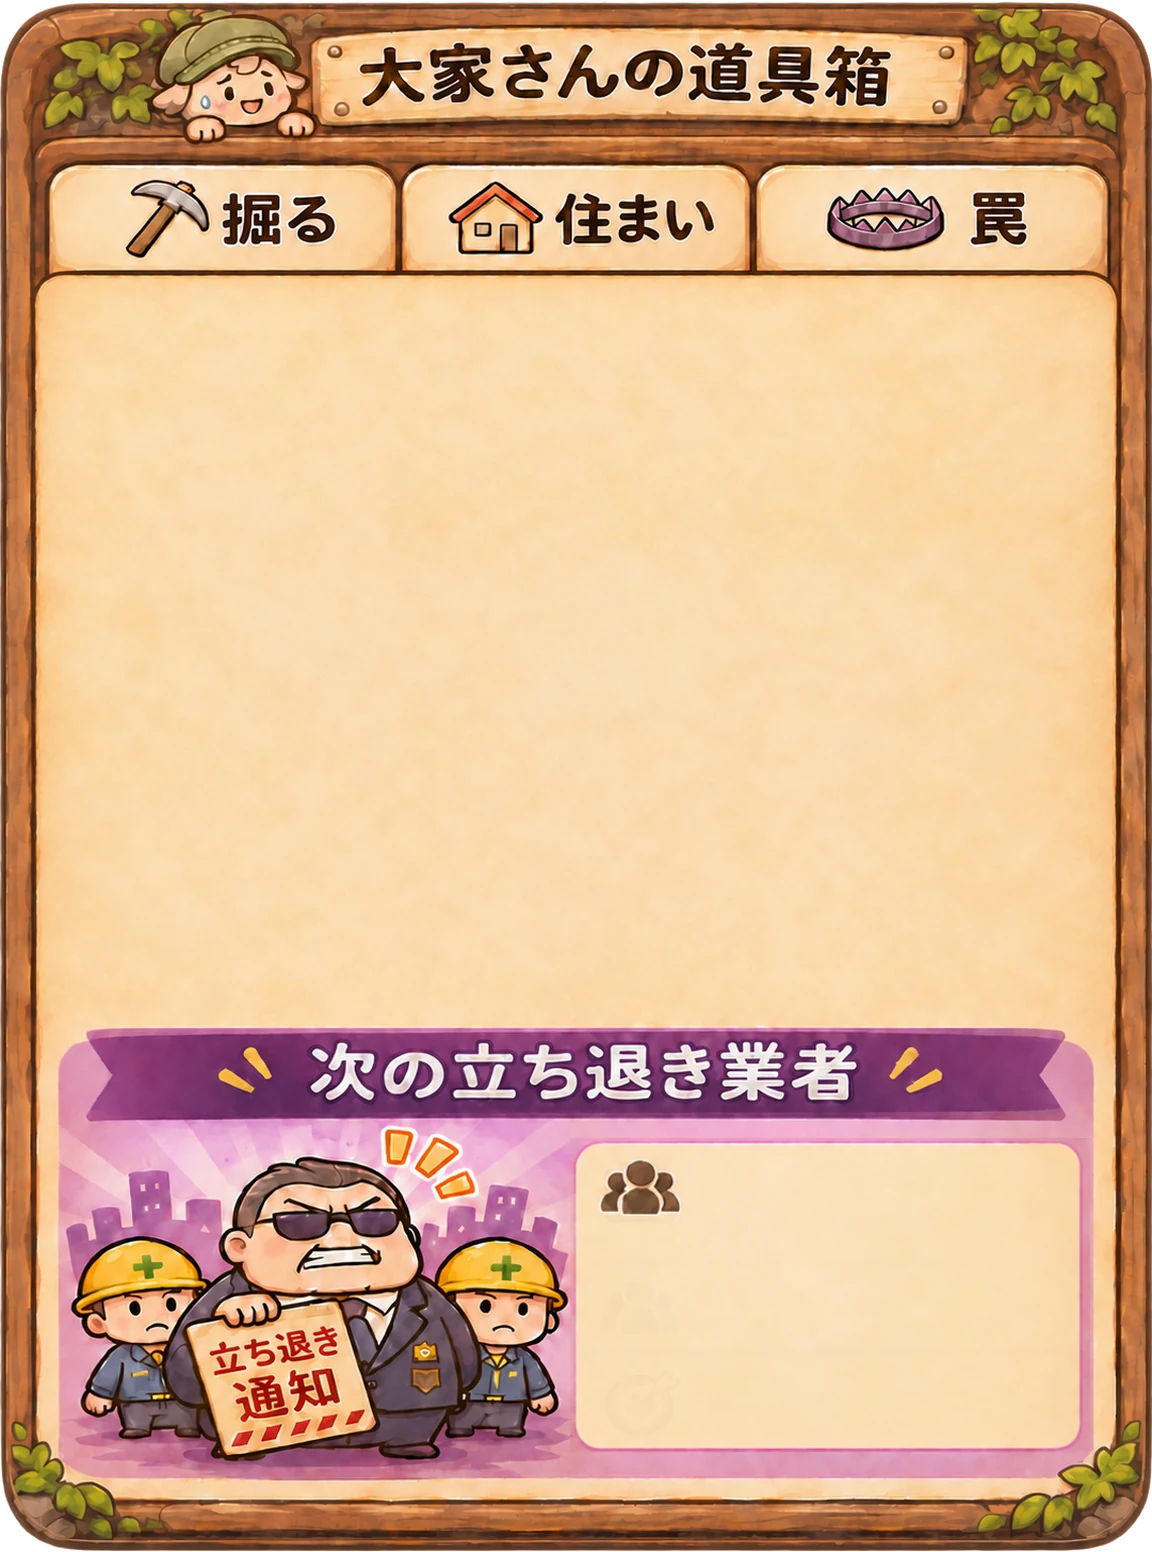 大家さんの道具箱
掘る
住まい
罠
次の立ち退き業者
立ち退き
通知